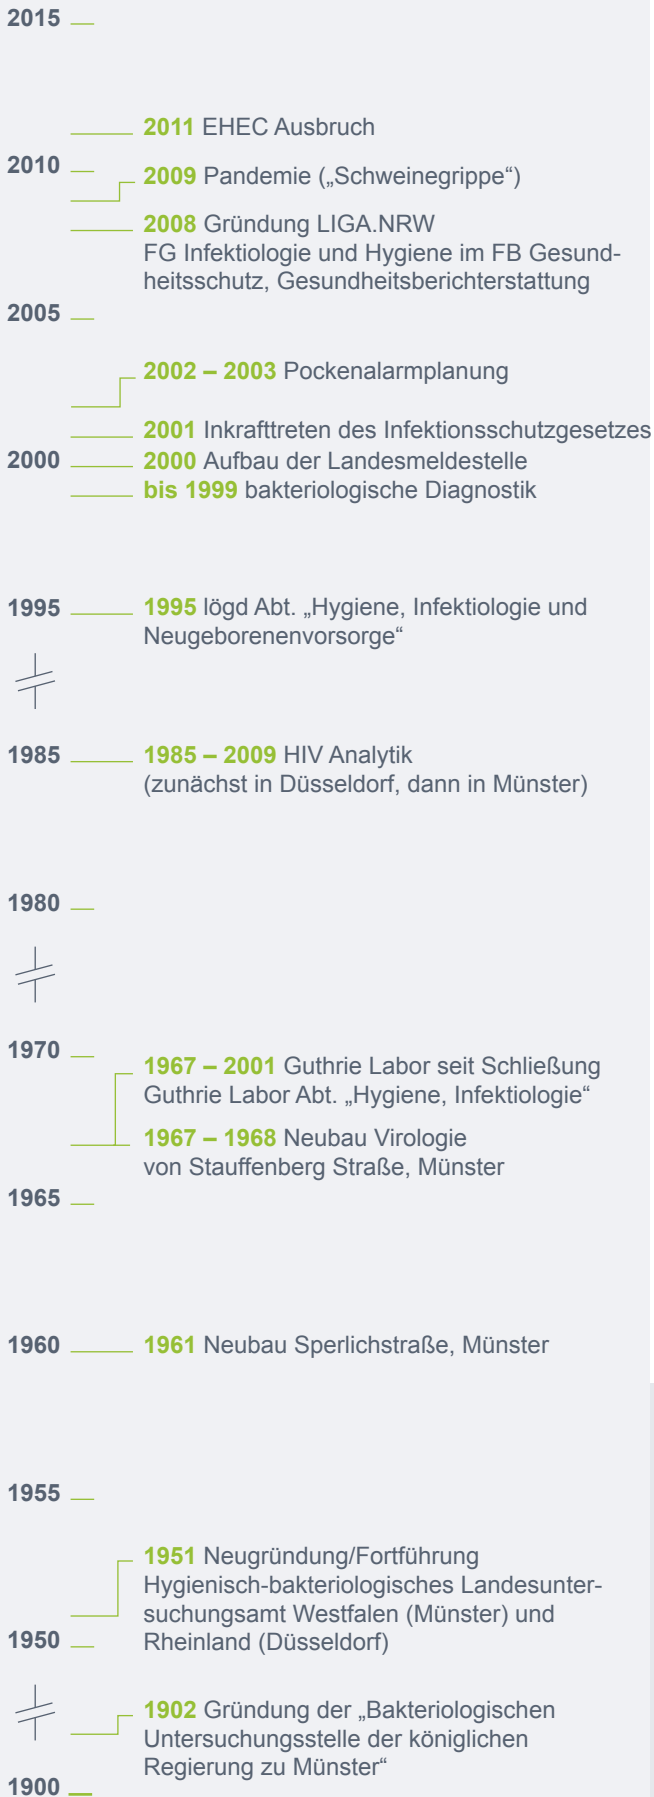 2015
2011 EHEC Ausbruch
2010
2009 Pandemie („Schweinegrippe“)
2008 Gründung LIGA.NRW
FG Infektiologie und Hygiene im FB Gesund-
heitsschutz, Gesundheitsberichterstattung
2005
2002 – 2003 Pockenalarmplanung
2001 Inkrafttreten des Infektionsschutzgesetzes
2000 2000 Aufbau der Landesmeldestelle
bis 1999 bakteriologische Diagnostik
1995 1995 lögd Abt. „Hygiene, Infektiologie und
Neugeborenenvorsorge“
1985 1985 – 2009 HIV Analytik
(zunächst in Düsseldorf, dann in Münster)
1980
1970
1967 – 2001 Guthrie Labor seit Schließung
Guthrie Labor Abt. „Hygiene, Infektiologie“
1967 – 1968 Neubau Virologie
von Stauffenberg Straße, Münster
1965
1960 1961 Neubau Sperlichstraße, Münster
1955
1951 Neugründung/Fortführung
Hygienisch-bakteriologisches Landesunter-
suchungsamt Westfalen (Münster) und
1950 Rheinland (Düsseldorf)
1902 Gründung der „Bakteriologischen
Untersuchungsstelle der königlichen
Regierung zu Münster“
1900